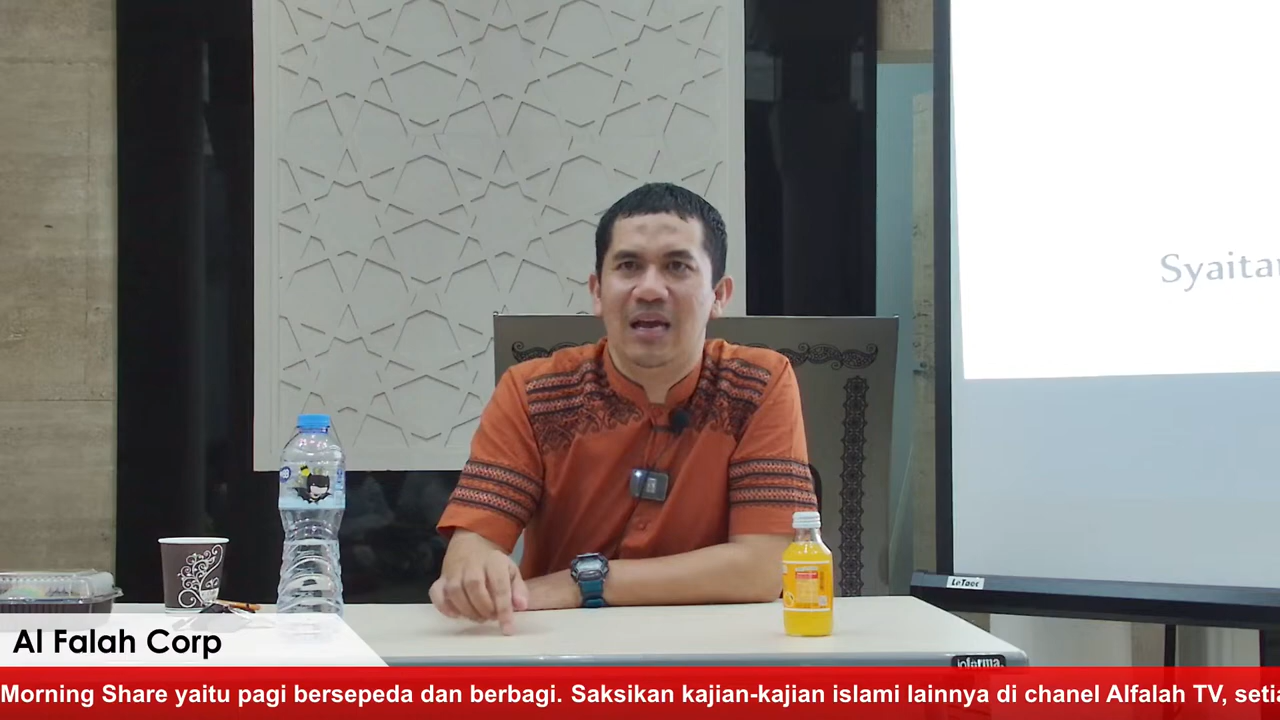 Syaitan
LeTaec
informa.
Al Falah Corp
Morning Share yaitu pagi bersepeda dan berbagi. Saksikan kajian-kajian islami lainnya di chanel Alfalah TV, setia